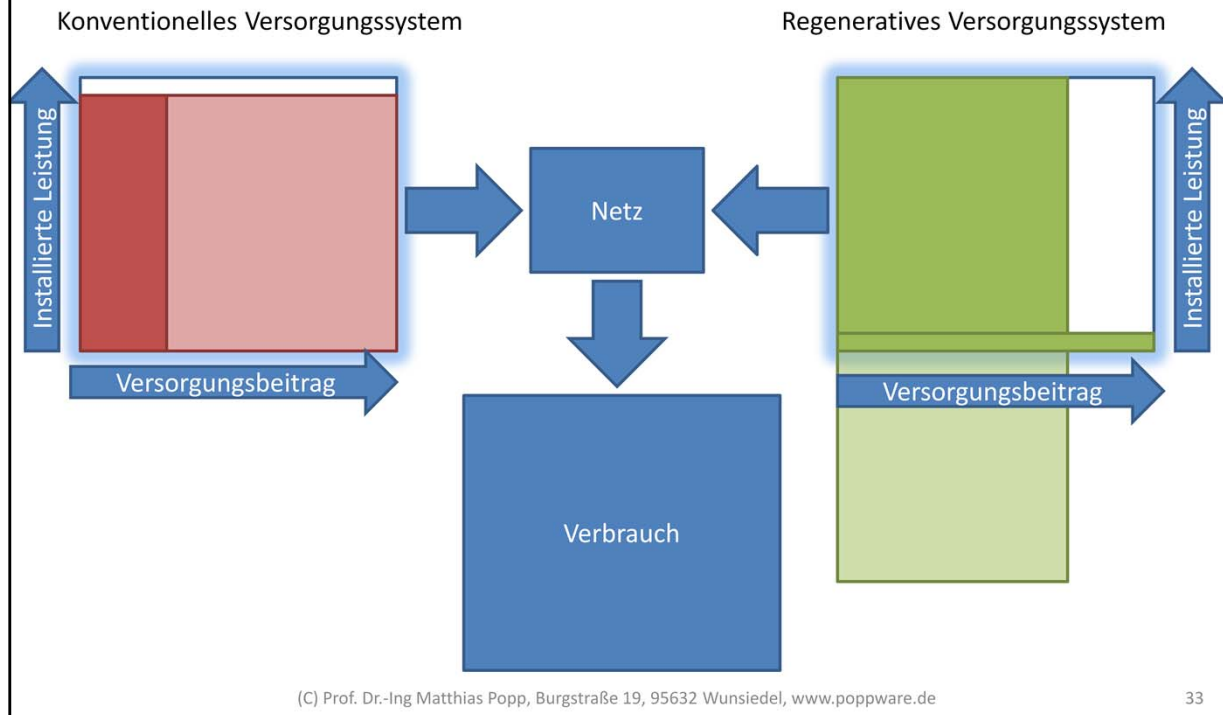 Konventionelles Versorgungssystem
Regeneratives Versorgungssystem
Installierte Leistung
Versorgungsbeitrag
Netz
Verbrauch
Installierte Leistung
Versorgungsbeitrag
(C) Prof. Dr.-Ing Matthias Popp, Burgstraße 19, 95632 Wunsiedel, www.poppware.de
33